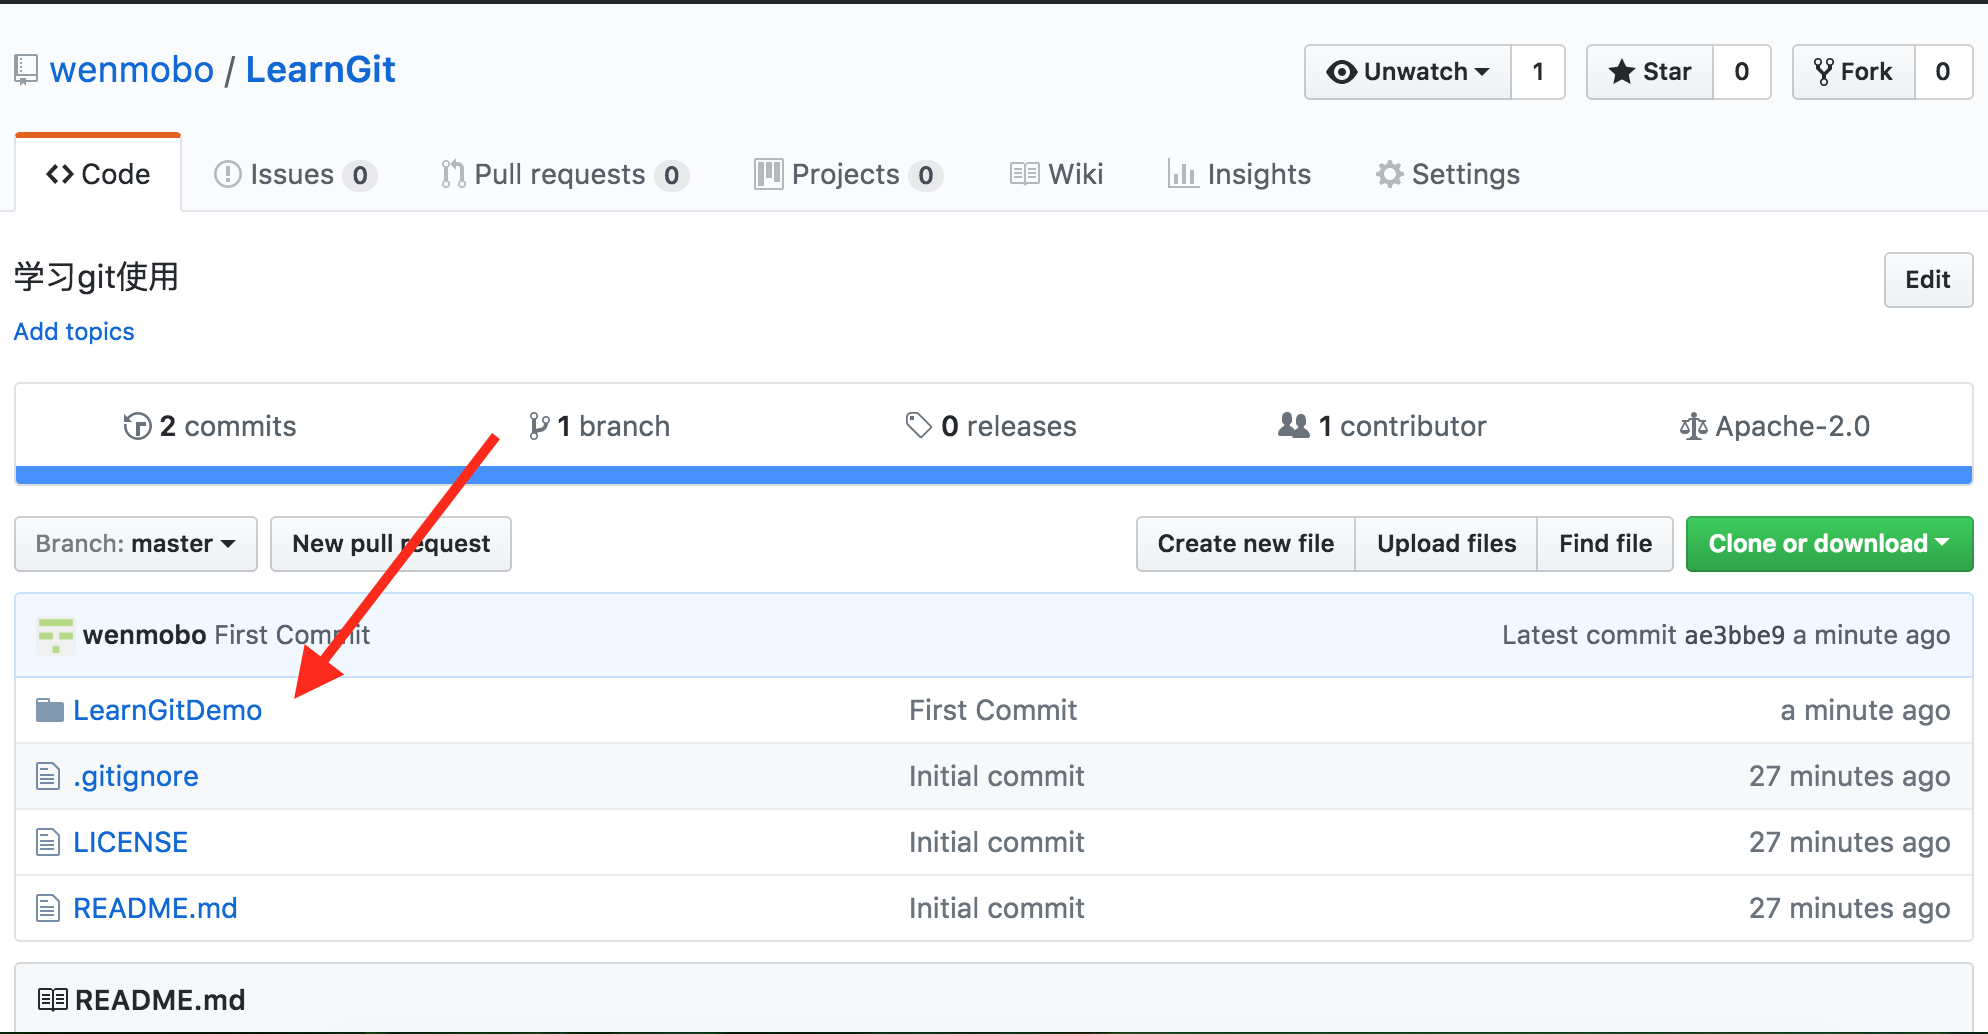 wenmobo / LearnGit
Unwatch 1 Star 0 Fork 0
Code Issues 0 Pull requests 0 Projects 0 Wiki Insights Settings
学习git使用
Edit
Add topics
2 commits 1 branch 0 releases 1 contributor Apache-2.0
Branch: master New pull request Create new file Upload files Find file Clone or download
wenmobo First Commit Latest commit ae3bbe9 a minute ago
LearnGitDemo First Commit a minute ago
.gitignore Initial commit 27 minutes ago
LICENSE Initial commit 27 minutes ago
README.md Initial commit 27 minutes ago
README.md